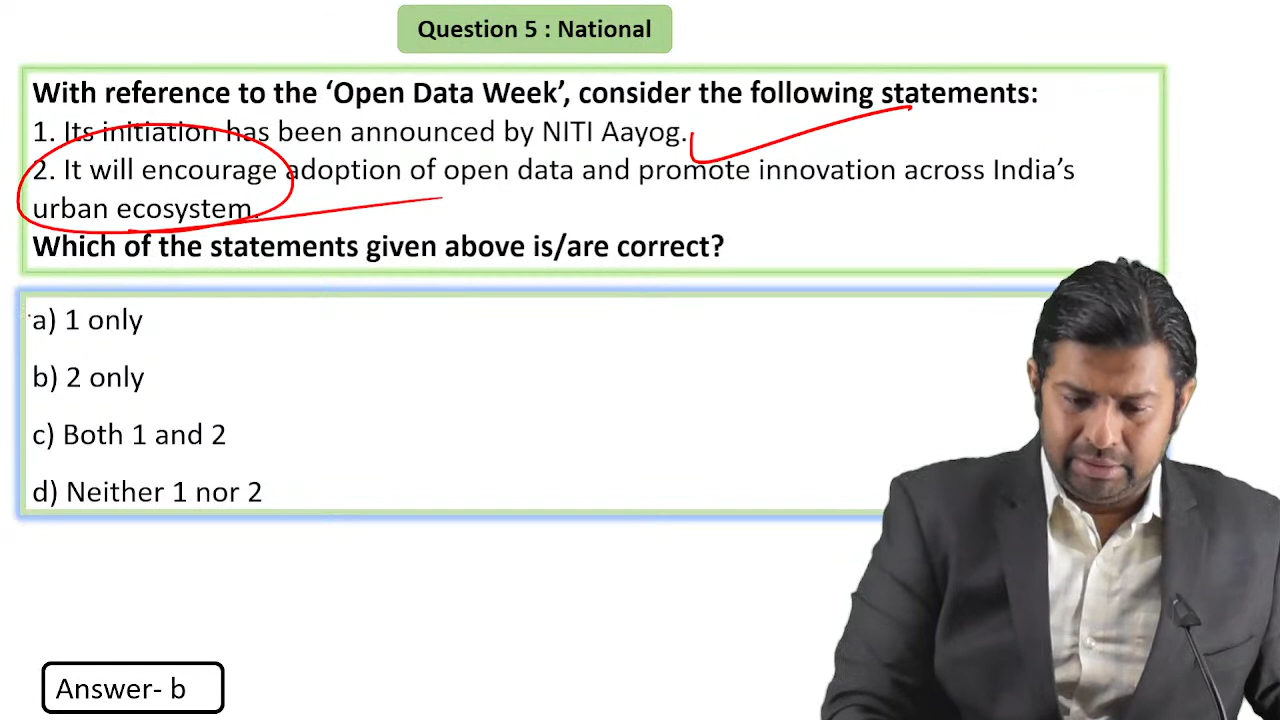 Question 5 : National
With reference to the ‘Open Data Week’, consider the following statements:
1. Its initiation has been announced by NITI Aayog.
2. It will encourage adoption of open data and promote innovation across India’s
urban ecosystem.
Which of the statements given above is/are correct?
a) 1 only
b) 2 only
c) Both 1 and 2
d) Neither 1 nor 2
Answer- b